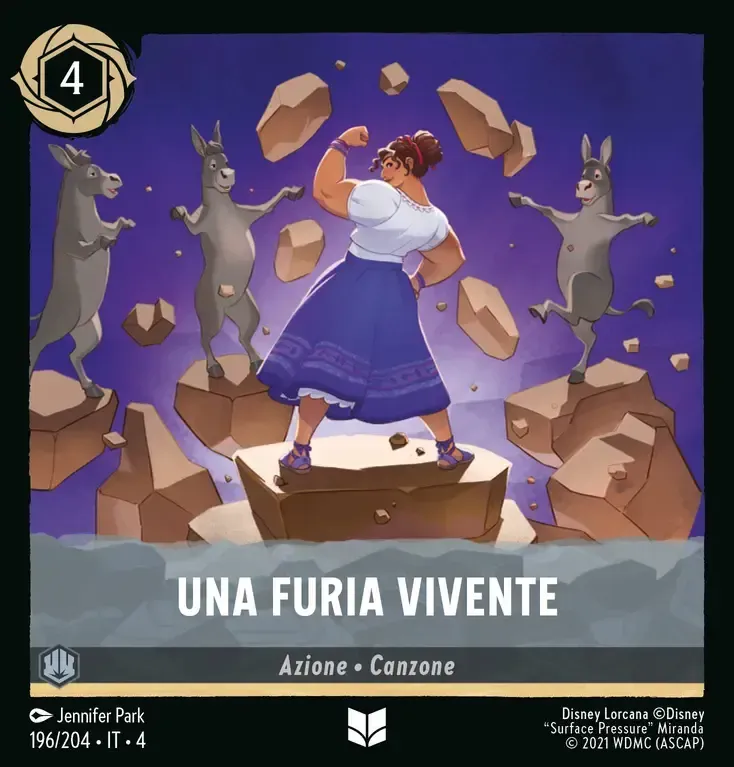 4
UNA FURIA VIVENTE
Azione • Canzone
Jennifer Park
196/204 • IT • 4
Disney Lorcana ©Disney
“Surface Pressure” Miranda
© 2021 WDMC (ASCAP)